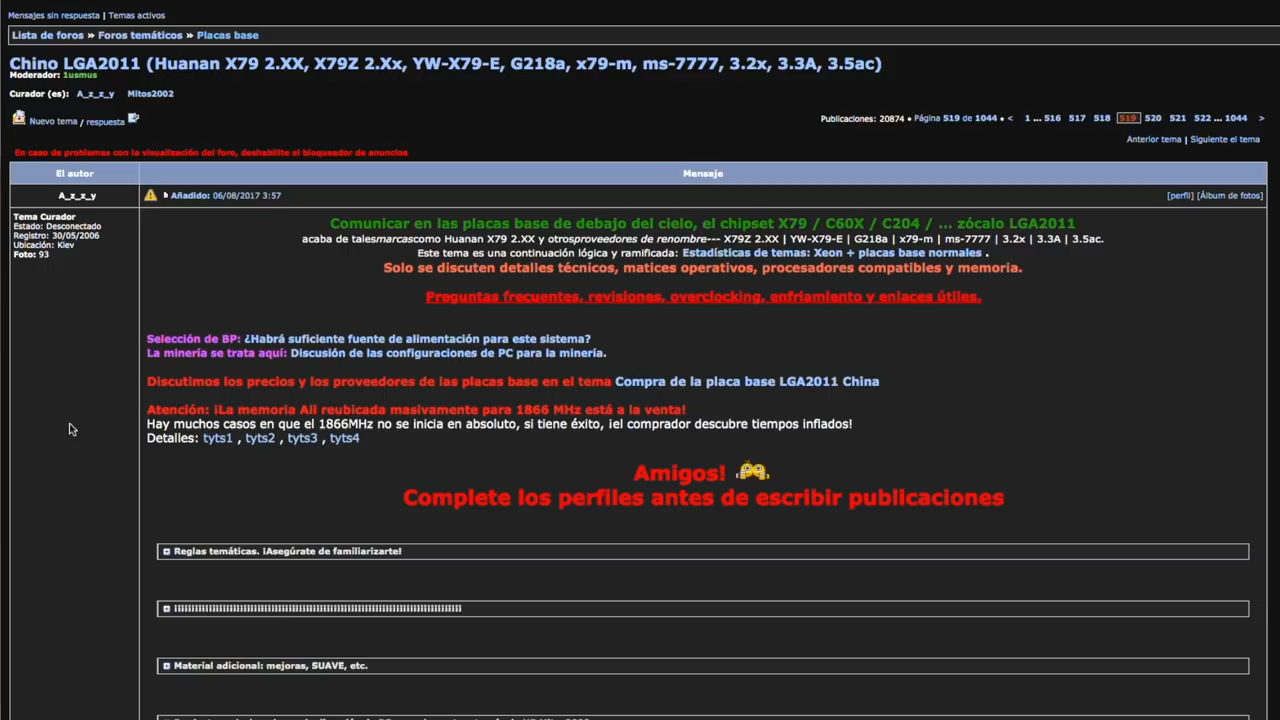 Mensajes sin respuesta | Temas activos
Lista de foros » Foros temáticos » Placas base
Chino LGA2011 (Huanan X79 2.XX, X79Z 2.Xx, YW-X79-E, G218a, x79-m, ms-7777, 3.2x, 3.3A, 3.5ac)
Moderador: 1usmus
Curador (es): A_z_z_y Mitos2002
Nuevo tema / respuesta
Publicaciones: 20874 • Página 519 de 1044 • < 1 ... 516 517 518 519 520 521 522 ... 1044 >
Anterior tema | Siguiente el tema
En caso de problemas con la visualización del foro, deshabilite el bloqueador de anuncios
El autor Mensaje
A_z_z_y Añadido: 06/08/2017 3:57 [perfil] [Álbum de fotos]
Tema Curador
Estado: Desconectado
Registro: 30/05/2006
Ubicación: Kiev
Foto: 93
Comunicar en las placas base de debajo del cielo, el chipset X79 / C60X / C204 / ... zócalo LGA2011
acaba de talesmarcascomo Huanan X79 2.XX y otrosproveedores de renombre--- X79Z 2.XX | YW-X79-E | G218a | x79-m | ms-7777 | 3.2x | 3.3A | 3.5ac.
Este tema es una continuación lógica y ramificada: Estadísticas de temas: Xeon + placas base normales .
Solo se discuten detalles técnicos, matices operativos, procesadores compatibles y memoria.
Preguntas frecuentes, revisiones, overclocking, enfriamiento y enlaces útiles.
Selección de BP: ¿Habrá suficiente fuente de alimentación para este sistema?
La minería se trata aquí: Discusión de las configuraciones de PC para la minería.
Discutimos los precios y los proveedores de las placas base en el tema Compra de la placa base LGA2011 China
Atención: ¡La memoria Ali reubicada masivamente para 1866 MHz está a la venta!
Hay muchos casos en que el 1866MHz no se inicia en absoluto, si tiene éxito, ¡el comprador descubre tiempos inflados!
Detalles: tyts1 , tyts2 , tyts3 , tyts4
Amigos!
Complete los perfiles antes de escribir publicaciones
Reglas temáticas. ¡Asegúrate de familiarizarte!
Material adicional: mejoras, SUAVE, etc.